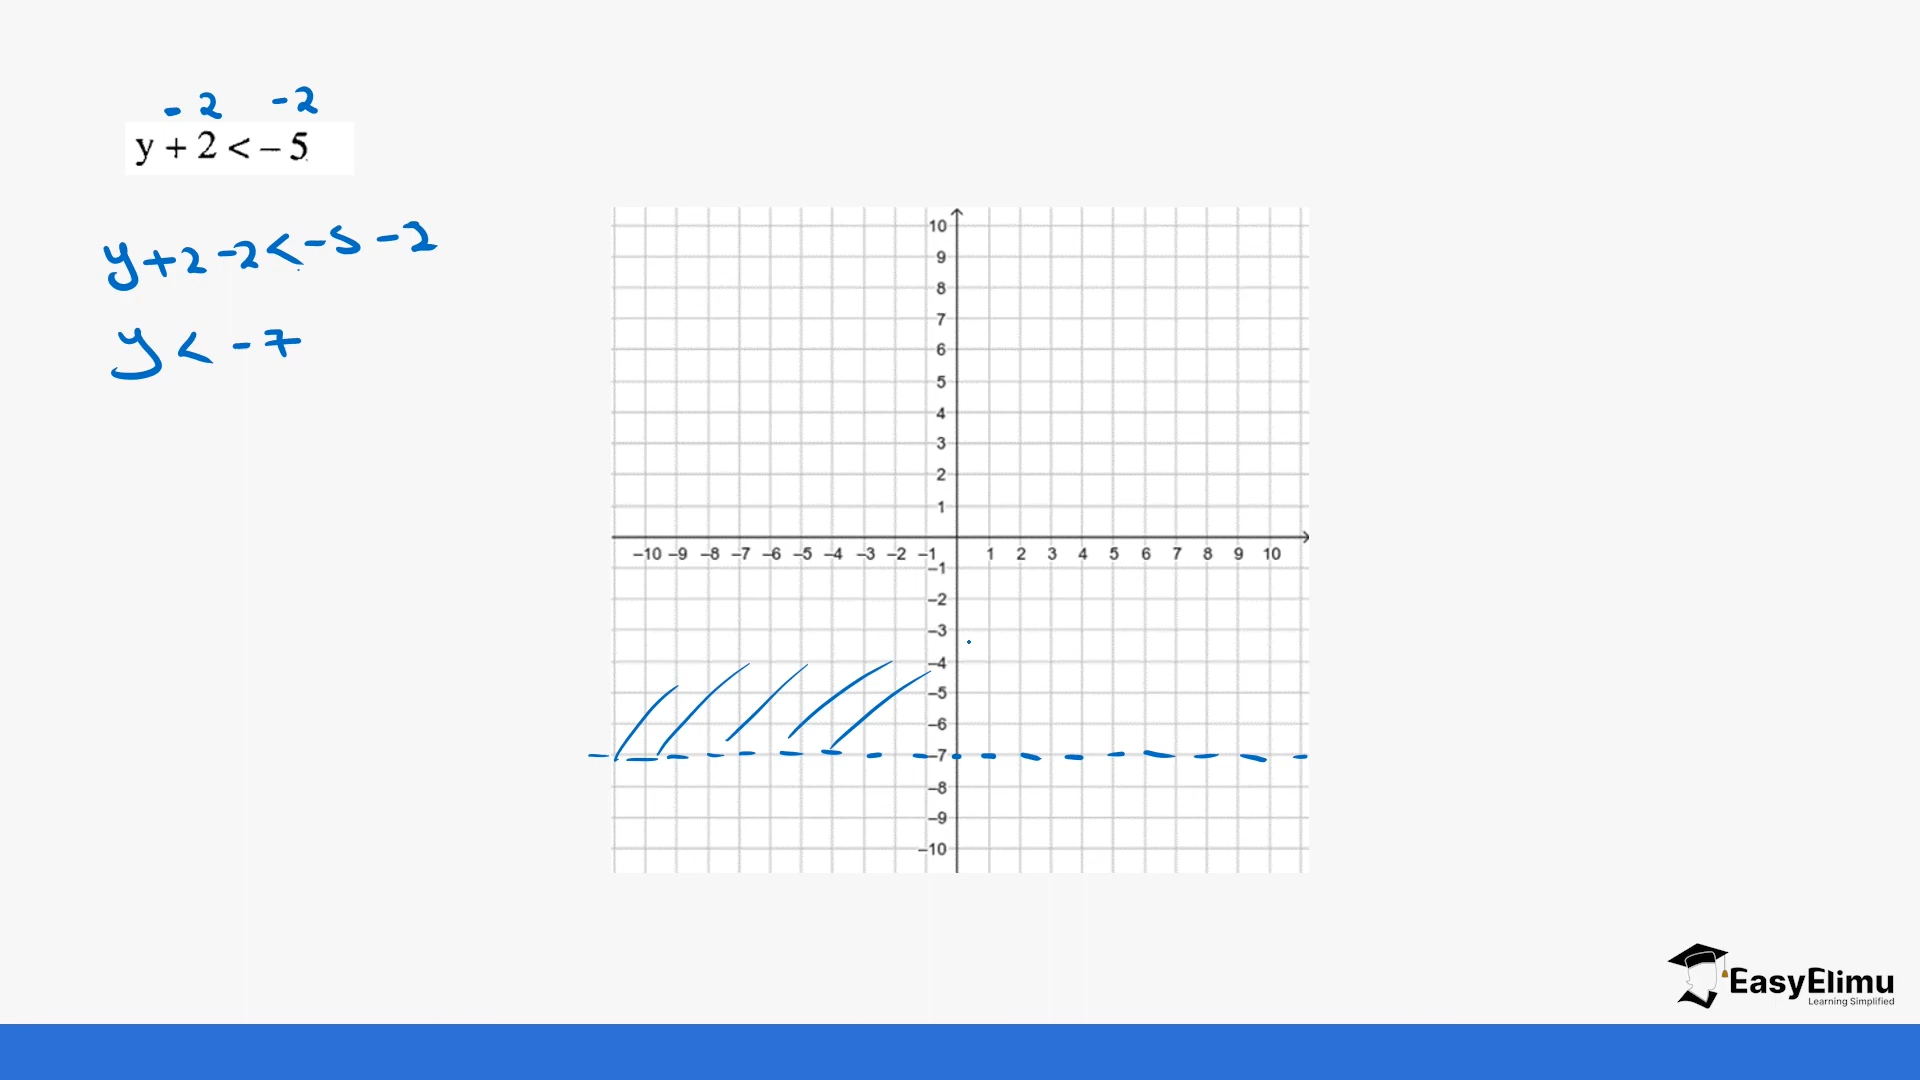 - 2 -2
y + 2 < – 5
y+2-2<-5-2
y < -7
10
9
8
7
6
5
4
3
2
1
–10 –9 –8 –7 –6 –5 –4 –3 –2 –1 1 2 3 4 5 6 7 8 9 10
–1
–2
–3
–4
–5
–6
–7
–8
–9
–10
EasyElimu
Learning Simplified